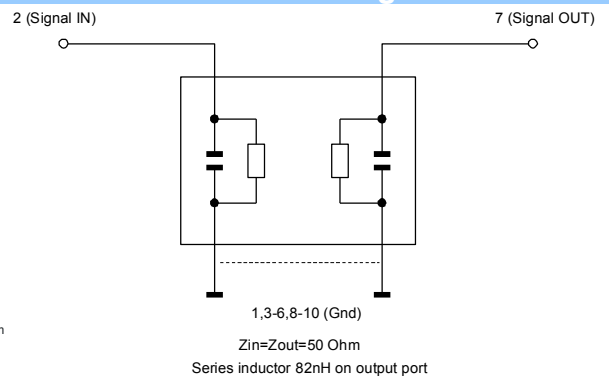 2 (Signal IN)
7 (Signal OUT)
1,3-6,8-10 (Gnd)
Zin=Zout=50 Ohm
Series inductor 82nH on output port